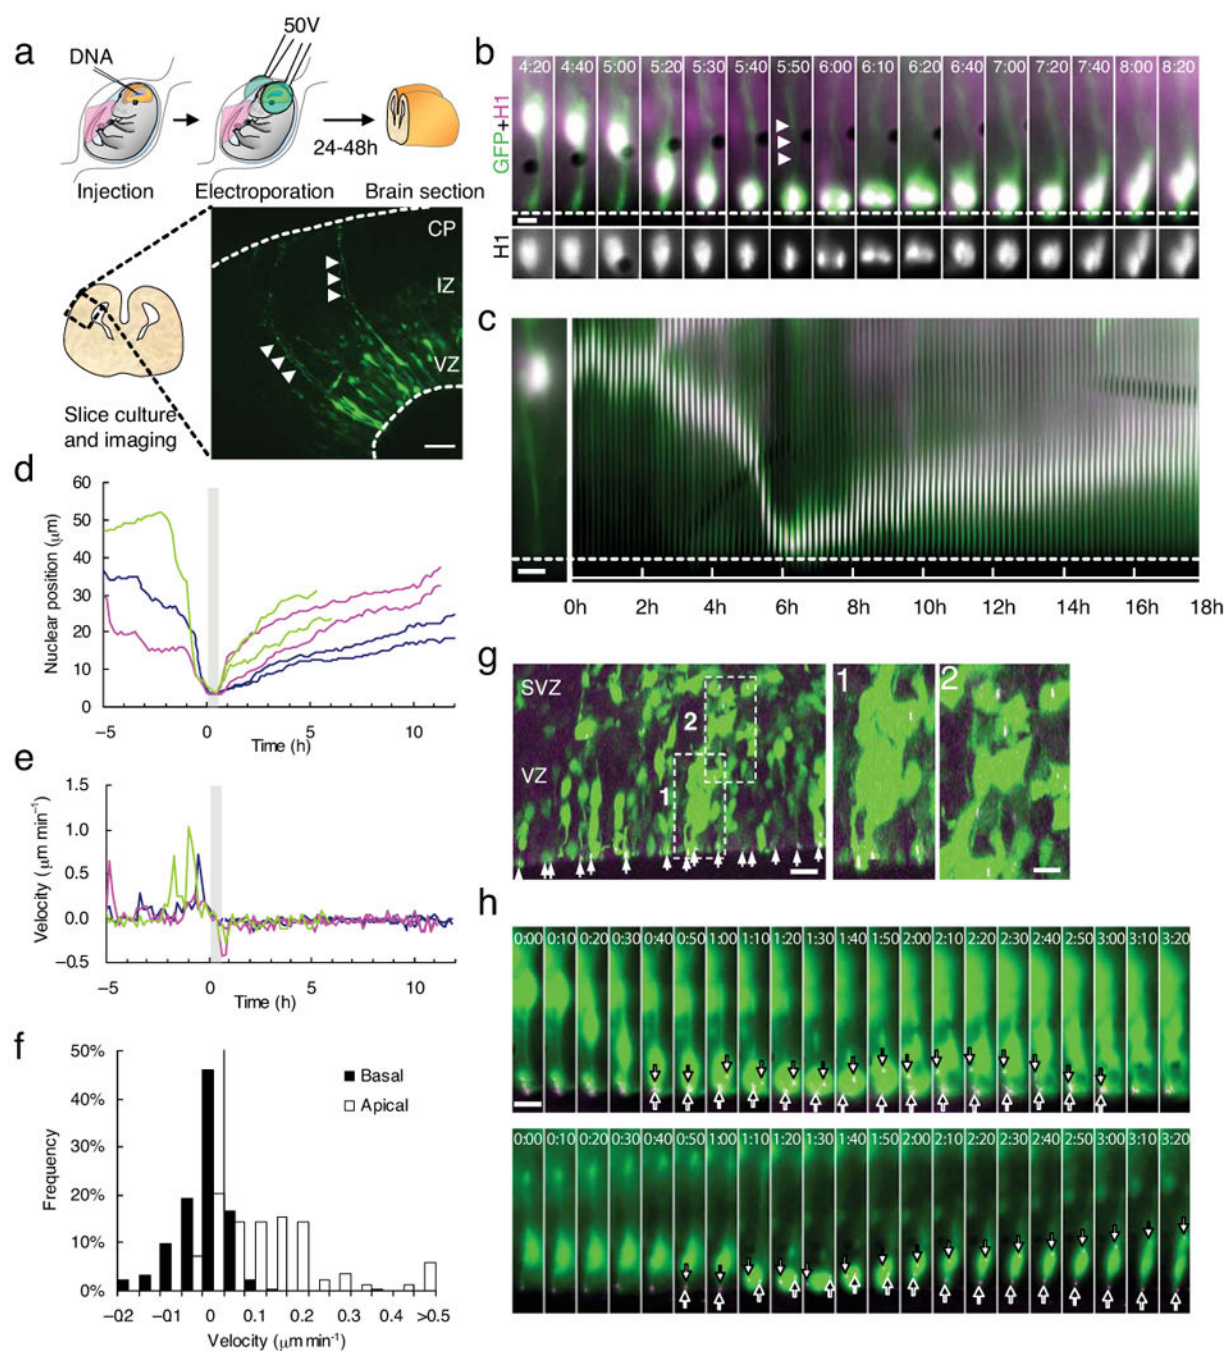 a
DNA
50V
24-48h
Injection
Electroporation
Brain section
CP
IZ
VZ
Slice culture
and imaging
b
4:20 4:40 5:00 5:20 5:30 5:40 5:50 6:00 6:10 6:20 6:40 7:00 7:20 7:40 8:00 8:20
GFP+H1
H1
c
0h 2h 4h 6h 8h 10h 12h 14h 16h 18h
d
60
50
40
30
20
10
0
Nuclear position (μm)
−5 0 5 10
Time (h)
e
1.5
1.0
0.5
0.0
−0.5
Velocity (μm min⁻¹)
−5 0 5 10
Time (h)
f
50%
40%
30%
20%
10%
0%
Frequency
Basal
Apical
−02 −01 0 0.1 0.2 >0.5
Velocity (μm min⁻¹)
g
SVZ
VZ
2
1
1
2
h
0:00 0:10 0:20 0:30 0:40 0:50 1:00 1:10 1:20 1:30 1:40 1:50 2:00 2:10 2:20 2:30 2:40 2:50 3:00 3:10 3:20
0:00 0:10 0:20 0:30 0:40 0:50 1:00 1:10 1:20 1:30 1:40 1:50 2:00 2:10 2:20 2:30 2:40 2:50 3:00 3:10 3:20